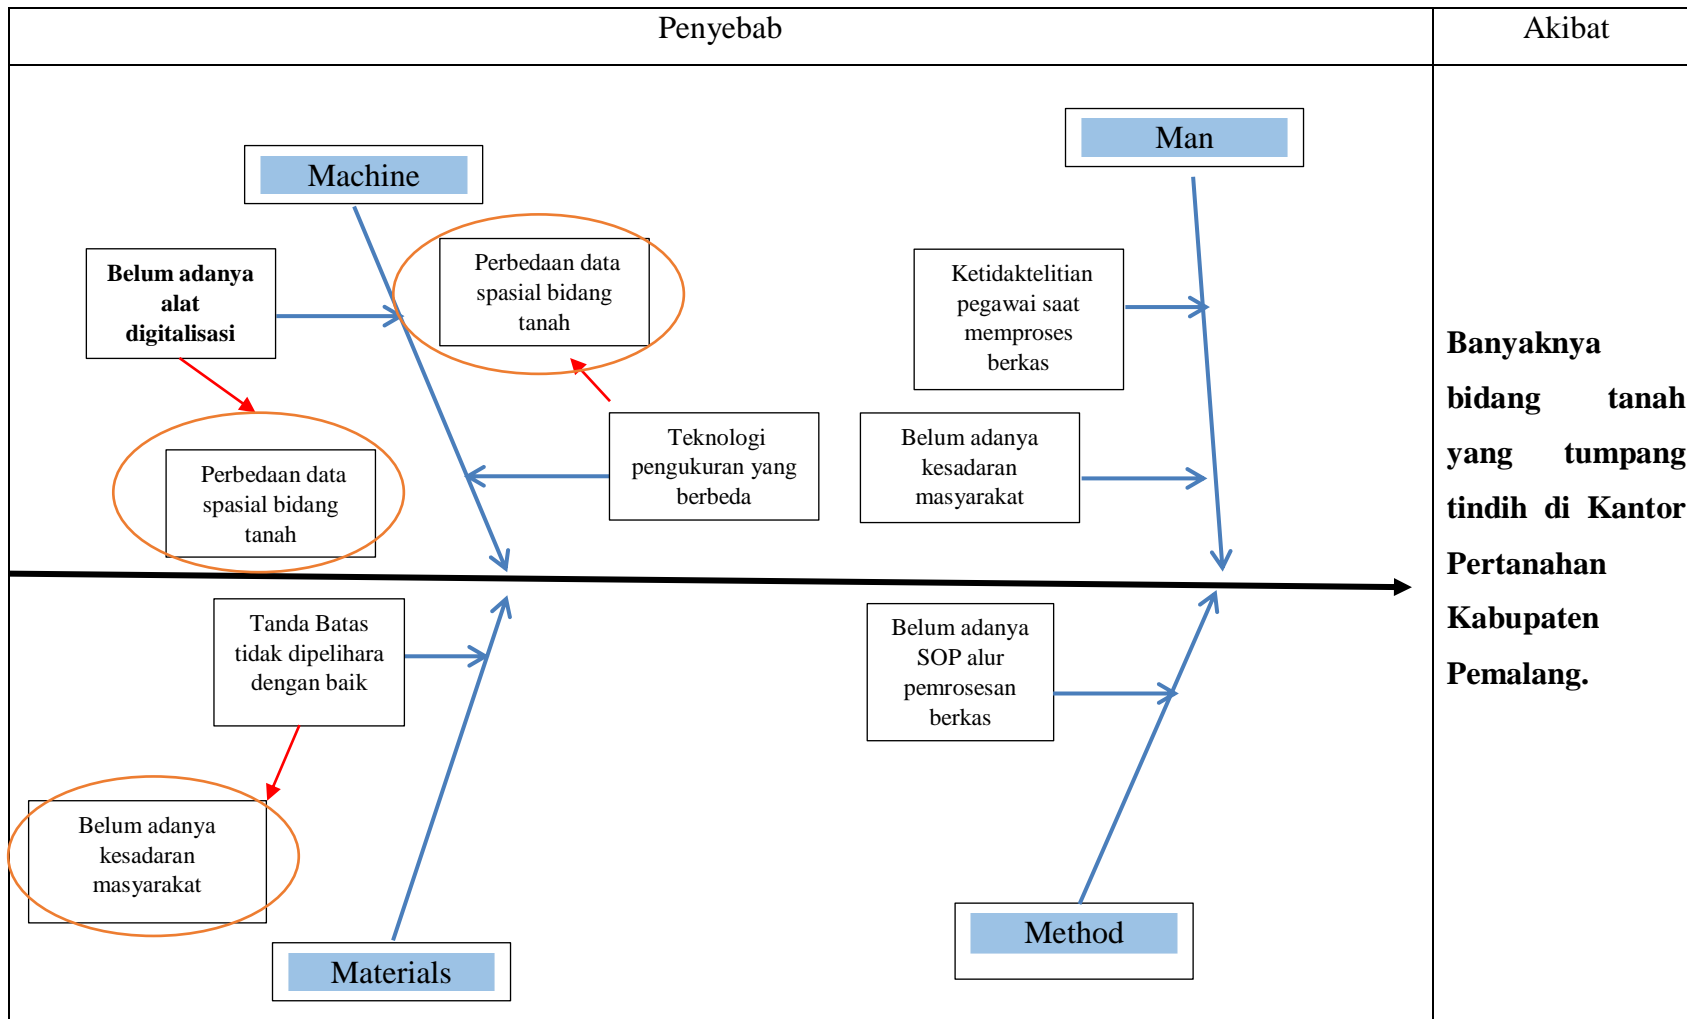 Penyebab
Akibat
Machine
Man
Belum adanya
alat
digitalisasi
Perbedaan data
spasial bidang
tanah
Ketidaktelitian
pegawai saat
memproses
berkas
Perbedaan data
spasial bidang
tanah
Teknologi
pengukuran yang
berbeda
Belum adanya
kesadaran
masyarakat
Tanda Batas
tidak dipelihara
dengan baik
Belum adanya
SOP alur
pemrosesan
berkas
Belum adanya
kesadaran
masyarakat
Materials
Method
Banyaknya
bidang tanah
yang tumpang
tindih di Kantor
Pertanahan
Kabupaten
Pemalang.